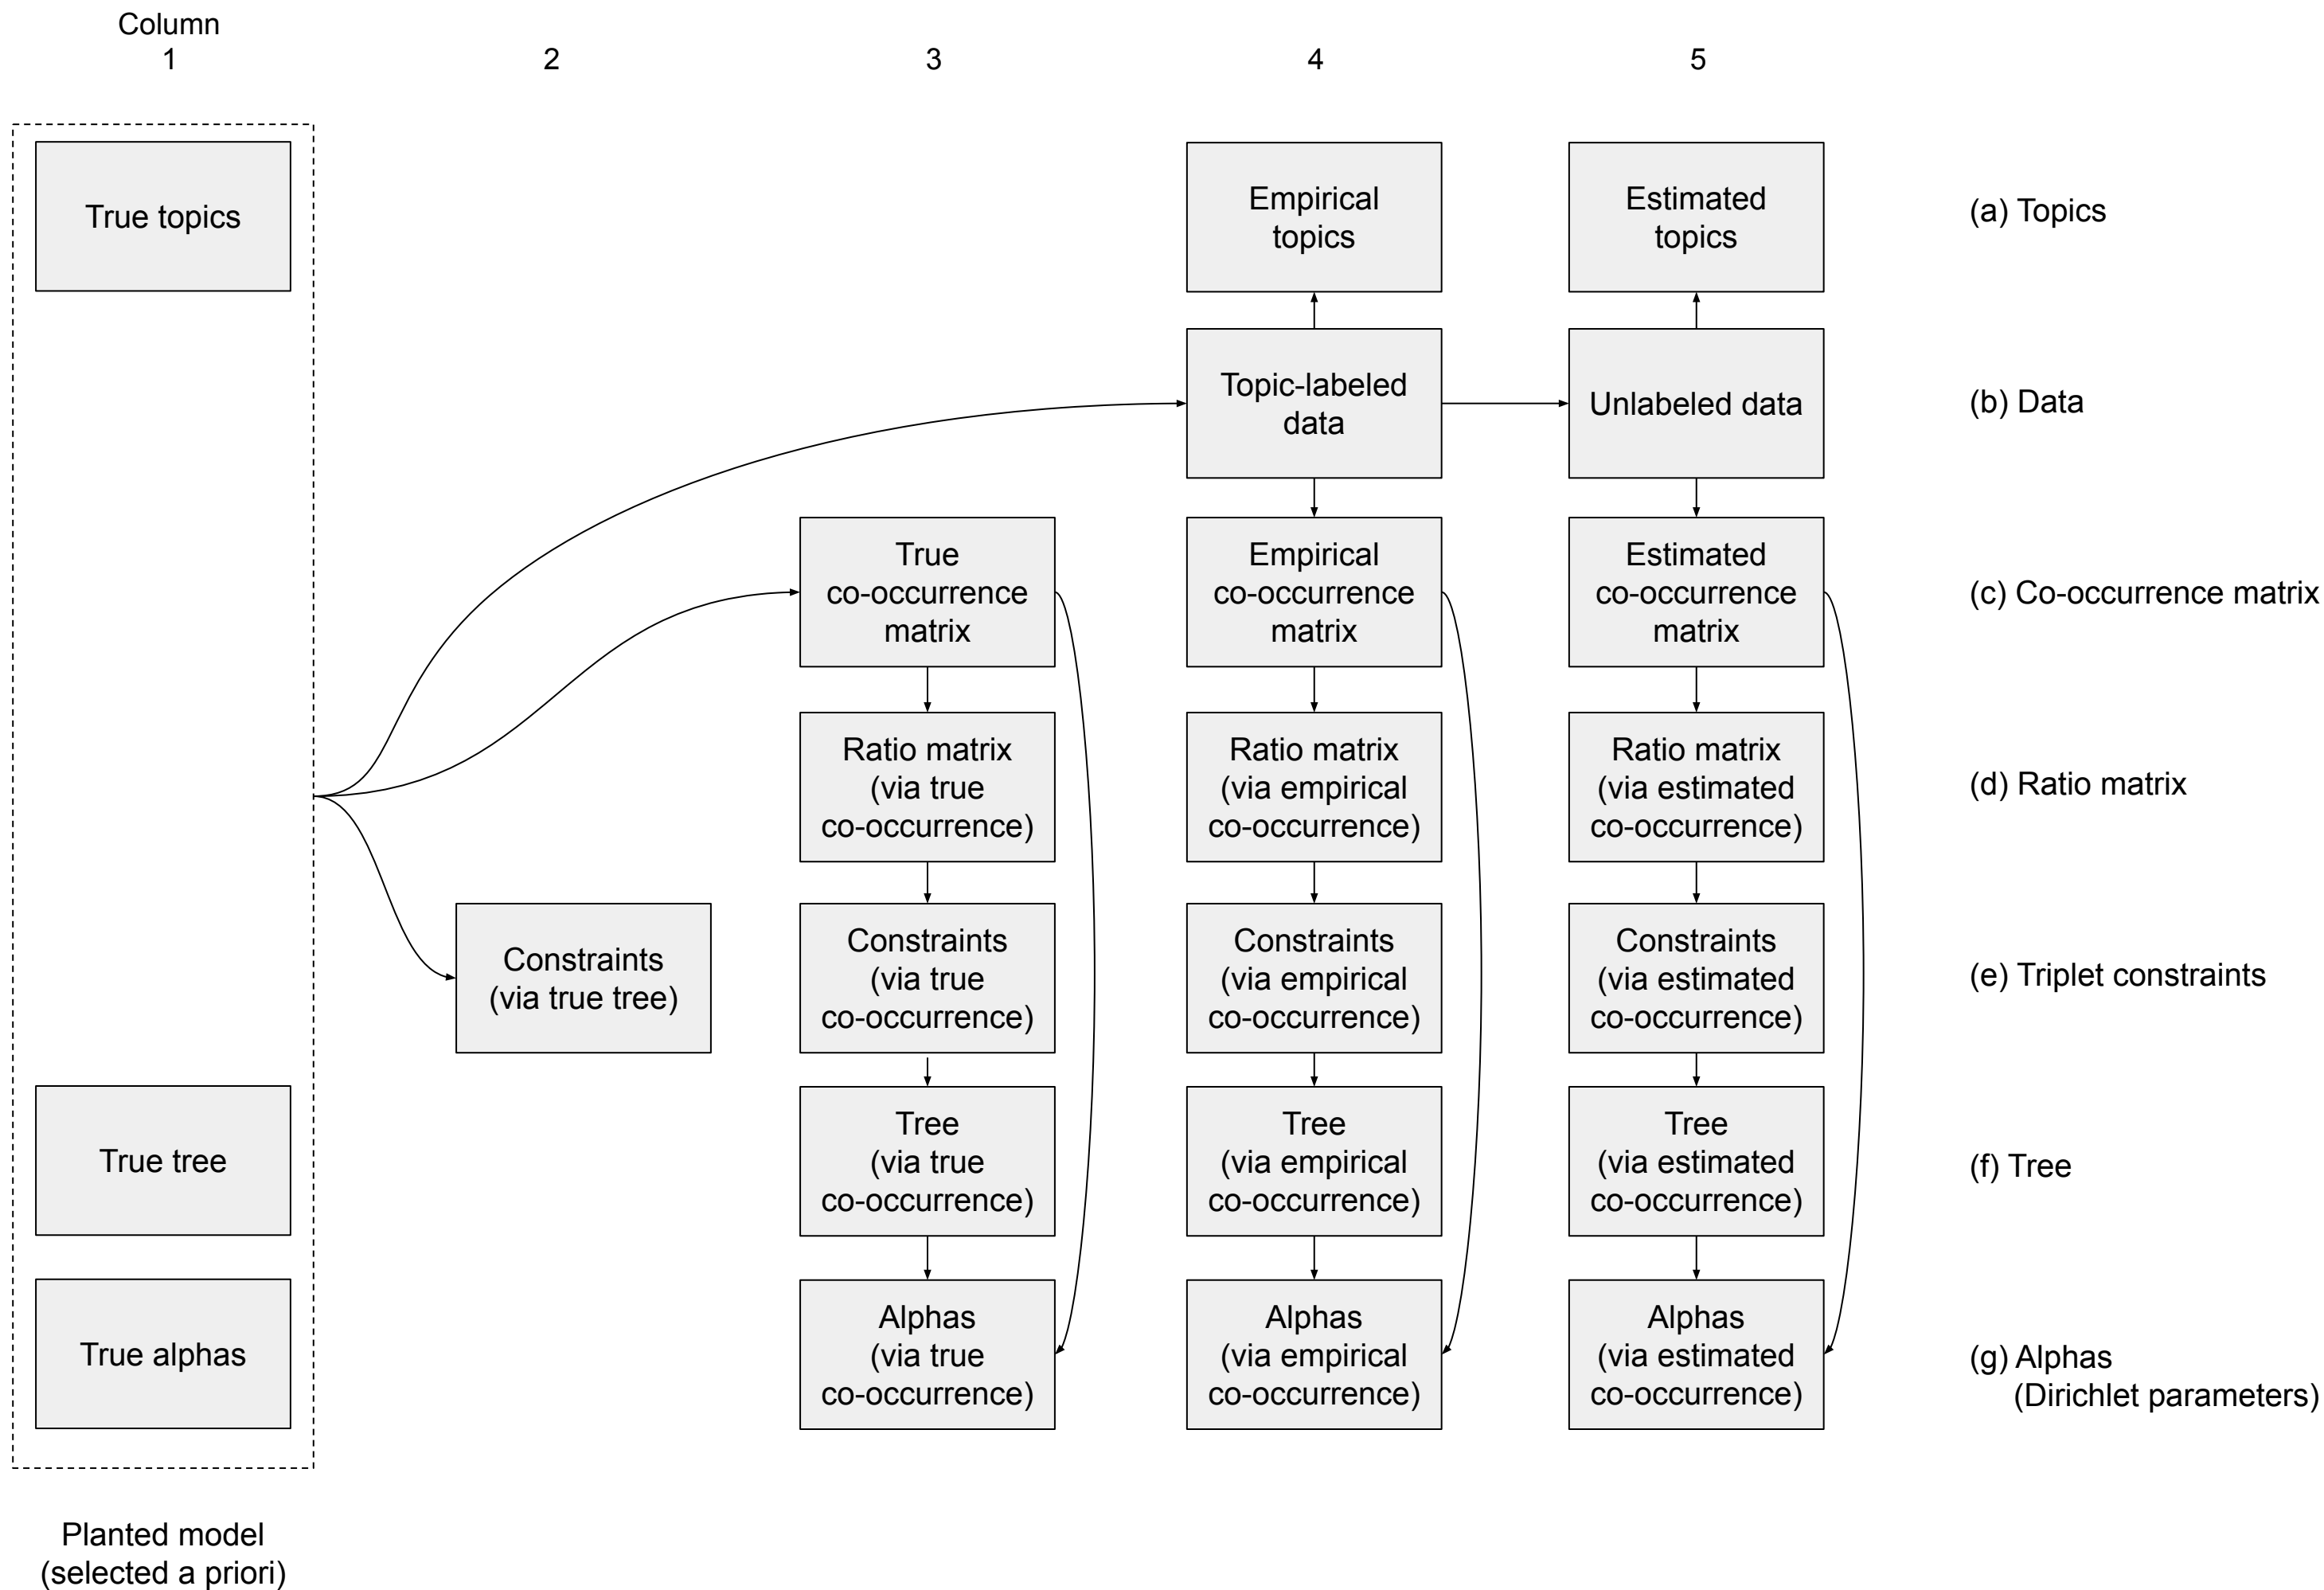 Column
1
2
3
4
5
True topics
Empirical
topics
Estimated
topics
(a) Topics
Topic-labeled
data
Unlabeled data
(b) Data
True
co-occurrence
matrix
Empirical
co-occurrence
matrix
Estimated
co-occurrence
matrix
(c) Co-occurrence matrix
Ratio matrix
(via true
co-occurrence)
Ratio matrix
(via empirical
co-occurrence)
Ratio matrix
(via estimated
co-occurrence)
(d) Ratio matrix
Constraints
(via true tree)
Constraints
(via true
co-occurrence)
Constraints
(via empirical
co-occurrence)
Constraints
(via estimated
co-occurrence)
(e) Triplet constraints
True tree
Tree
(via true
co-occurrence)
Tree
(via empirical
co-occurrence)
Tree
(via estimated
co-occurrence)
(f) Tree
True alphas
Alphas
(via true
co-occurrence)
Alphas
(via empirical
co-occurrence)
Alphas
(via estimated
co-occurrence)
(g) Alphas
(Dirichlet parameters)
Planted model
(selected a priori)